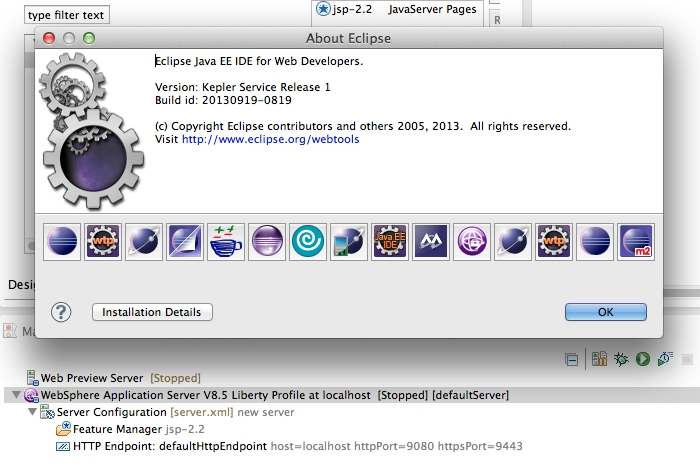 type filter text
jsp-2.2 JavaServer Pages
R
About Eclipse
Eclipse Java EE IDE for Web Developers.
Version: Kepler Service Release 1
Build id: 20130919-0819
(c) Copyright Eclipse contributors and others 2005, 2013.  All rights reserved.
Visit http://www.eclipse.org/webtools
wtp
Java EE IDE
wtp
m2
Desi
?
Installation Details
OK
Ma
Web Preview Server [Stopped]
WebSphere Application Server V8.5 Liberty Profile at localhost [Stopped] [defaultServer]
Server Configuration [server.xml] new server
Feature Manager jsp-2.2
HTTP Endpoint: defaultHttpEndpoint host=localhost httpPort=9080 httpsPort=9443